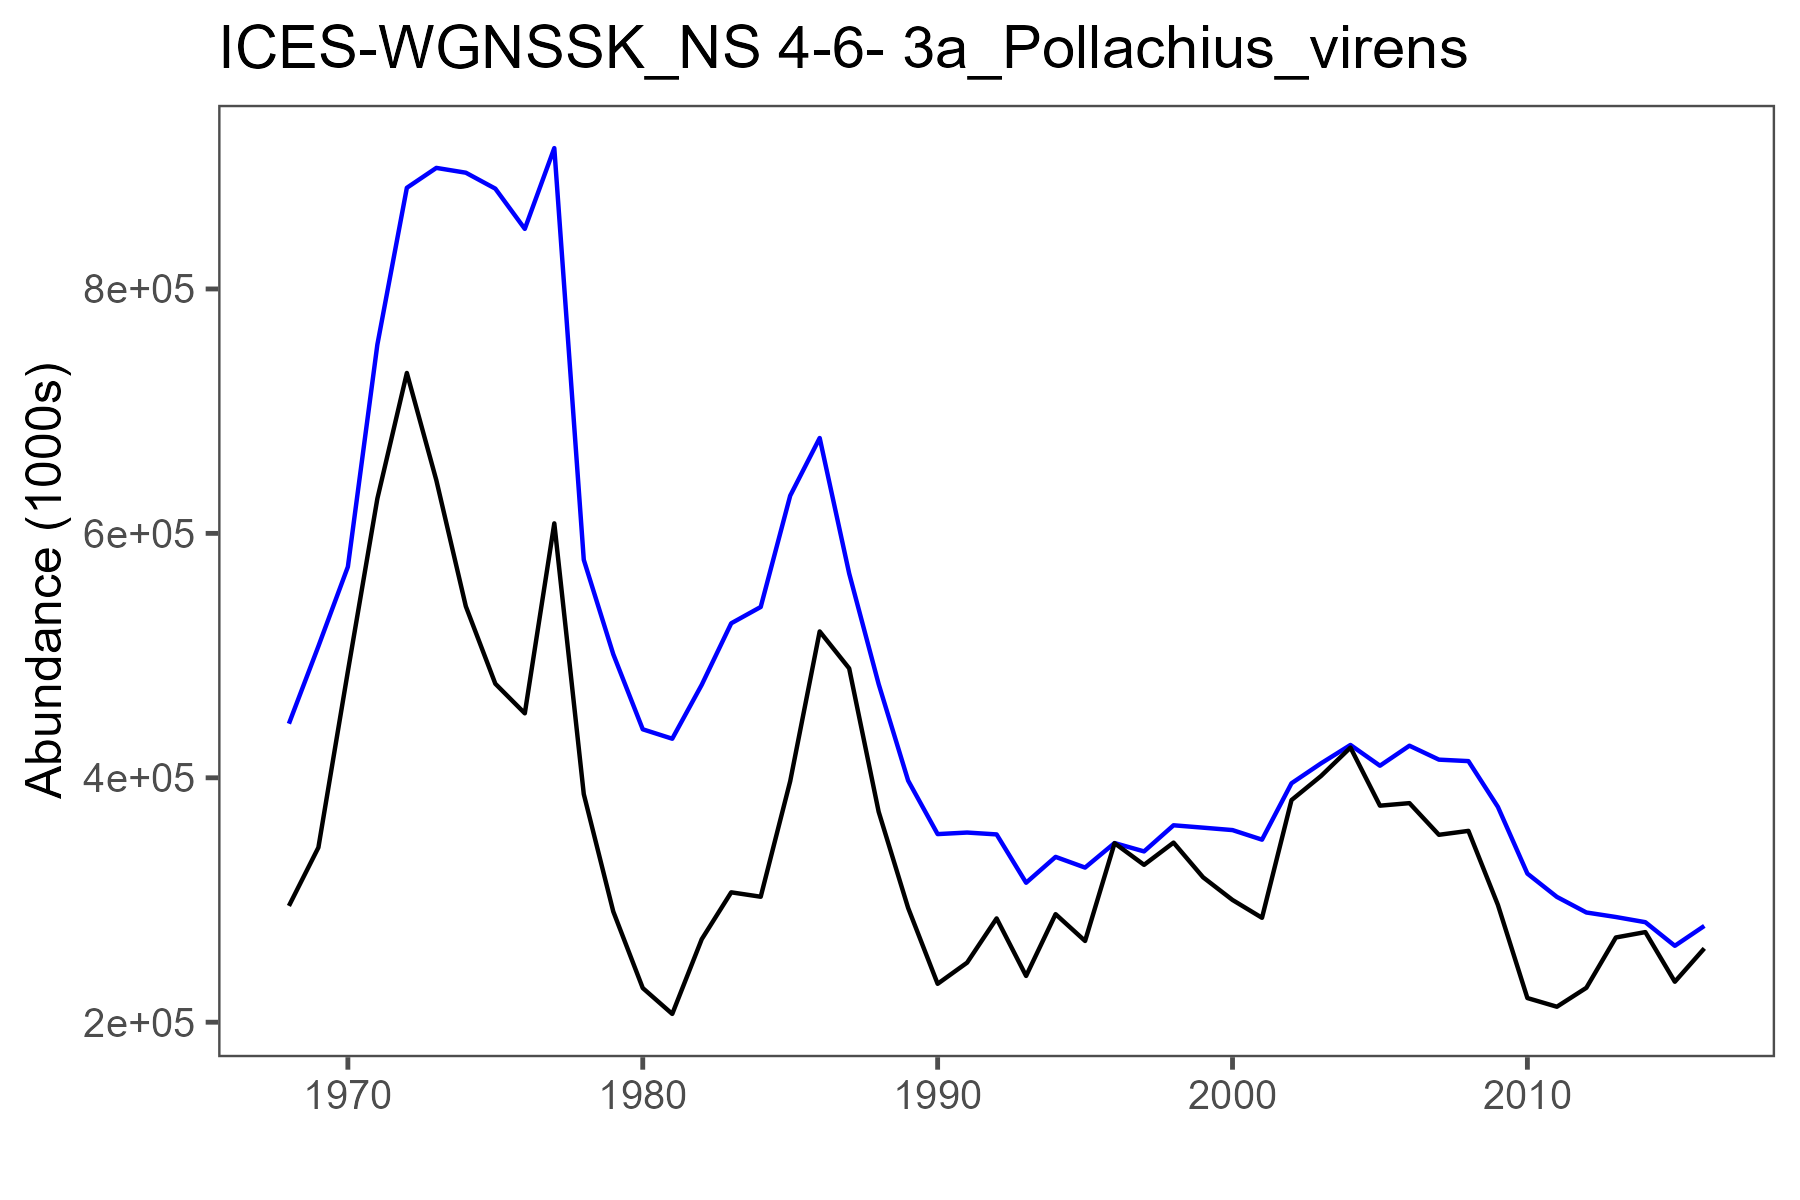 ICES-WGNSSK_NS 4-6- 3a_Pollachius_virens
Abundance (1000s)
8e+05
6e+05
4e+05
2e+05
1970 1980 1990 2000 2010